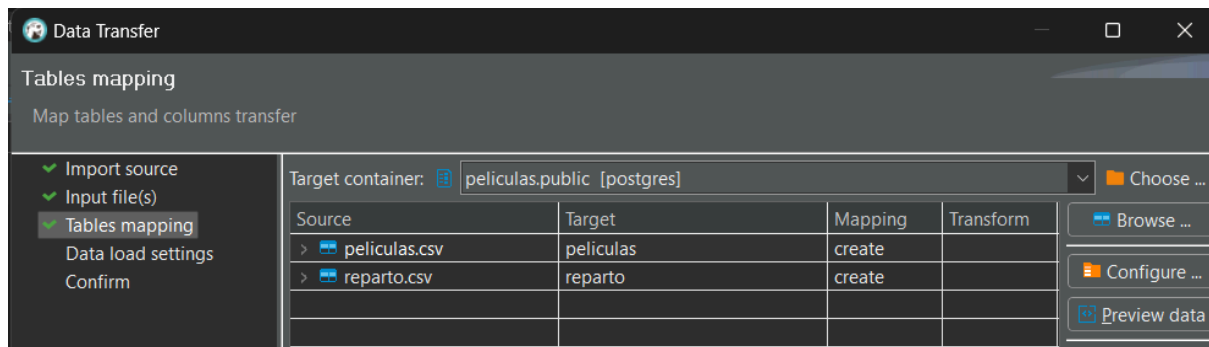 Data Transfer
Tables mapping
Map tables and columns transfer
Import source
Input file(s)
Tables mapping
Data load settings
Confirm
Target container: peliculas.public [postgres] Choose ...
Source Target Mapping Transform Browse ...
peliculas.csv peliculas create
reparto.csv reparto create Configure ...
Preview data